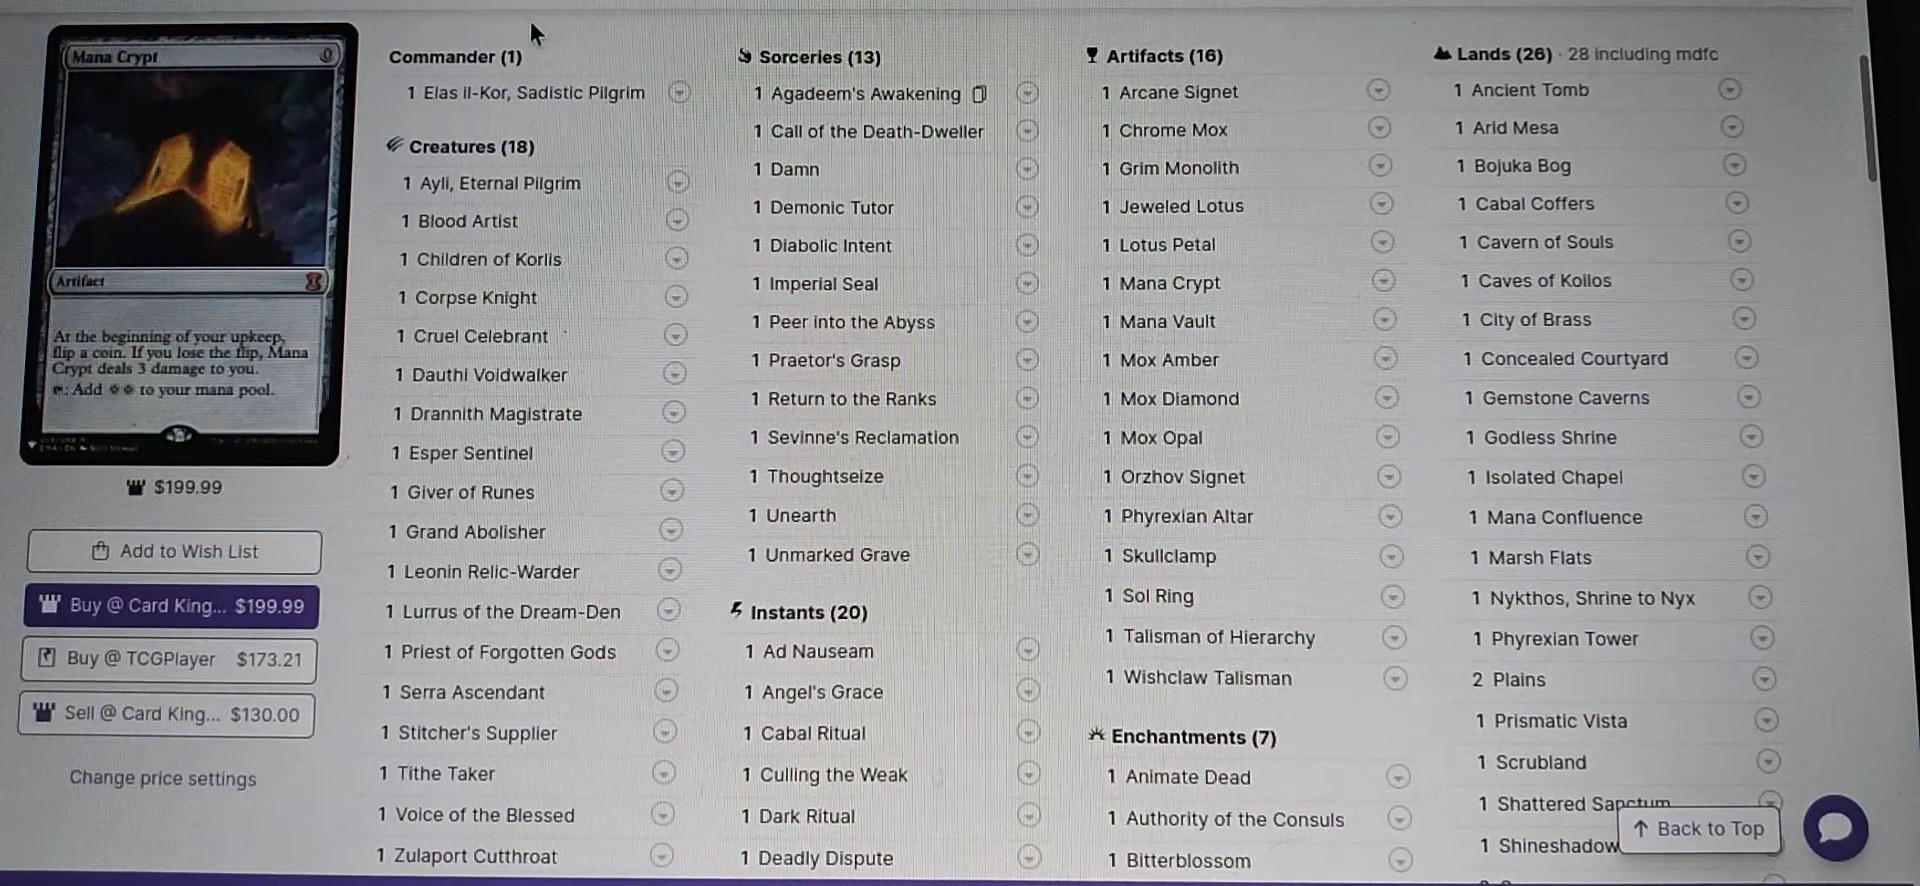 Mana Crypt 0
Artifact
At the beginning of your upkeep,
flip a coin. If you lose the flip, Mana
Crypt deals 3 damage to you.
: Add to your mana pool.
$199.99
Add to Wish List
Buy @ Card King... $199.99
Buy @ TCGPlayer $173.21
Sell @ Card King... $130.00
Change price settings
Commander (1)
1 Elas il-Kor, Sadistic Pilgrim
Creatures (18)
1 Ayli, Eternal Pilgrim
1 Blood Artist
1 Children of Korlis
1 Corpse Knight
1 Cruel Celebrant
1 Dauthi Voidwalker
1 Drannith Magistrate
1 Esper Sentinel
1 Giver of Runes
1 Grand Abolisher
1 Leonin Relic-Warder
1 Lurrus of the Dream-Den
1 Priest of Forgotten Gods
1 Serra Ascendant
1 Stitcher's Supplier
1 Tithe Taker
1 Voice of the Blessed
1 Zulaport Cutthroat
Sorceries (13)
1 Agadeem's Awakening
1 Call of the Death-Dweller
1 Damn
1 Demonic Tutor
1 Diabolic Intent
1 Imperial Seal
1 Peer into the Abyss
1 Praetor's Grasp
1 Return to the Ranks
1 Sevinne's Reclamation
1 Thoughtseize
1 Unearth
1 Unmarked Grave
Instants (20)
1 Ad Nauseam
1 Angel's Grace
1 Cabal Ritual
1 Culling the Weak
1 Dark Ritual
1 Deadly Dispute
Artifacts (16)
1 Arcane Signet
1 Chrome Mox
1 Grim Monolith
1 Jeweled Lotus
1 Lotus Petal
1 Mana Crypt
1 Mana Vault
1 Mox Amber
1 Mox Diamond
1 Mox Opal
1 Orzhov Signet
1 Phyrexian Altar
1 Skullclamp
1 Sol Ring
1 Talisman of Hierarchy
1 Wishclaw Talisman
Enchantments (7)
1 Animate Dead
1 Authority of the Consuls
1 Bitterblossom
Lands (26) · 28 including mdfc
1 Ancient Tomb
1 Arid Mesa
1 Bojuka Bog
1 Cabal Coffers
1 Cavern of Souls
1 Caves of Koilos
1 City of Brass
1 Concealed Courtyard
1 Gemstone Caverns
1 Godless Shrine
1 Isolated Chapel
1 Mana Confluence
1 Marsh Flats
1 Nykthos, Shrine to Nyx
1 Phyrexian Tower
2 Plains
1 Prismatic Vista
1 Scrubland
1 Shattered Sanctum
1 Shineshadow
↑ Back to Top